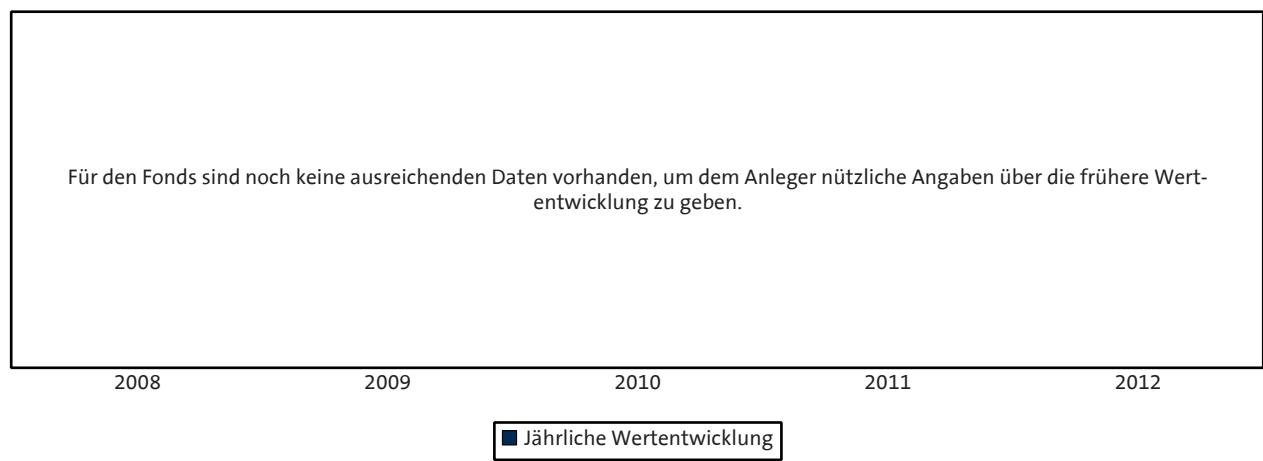 Für den Fonds sind noch keine ausreichenden Daten vorhanden, um dem Anleger nützliche Angaben über die frühere Wert-
entwicklung zu geben.
2008 2009 2010 2011 2012
Jährliche Wertentwicklung